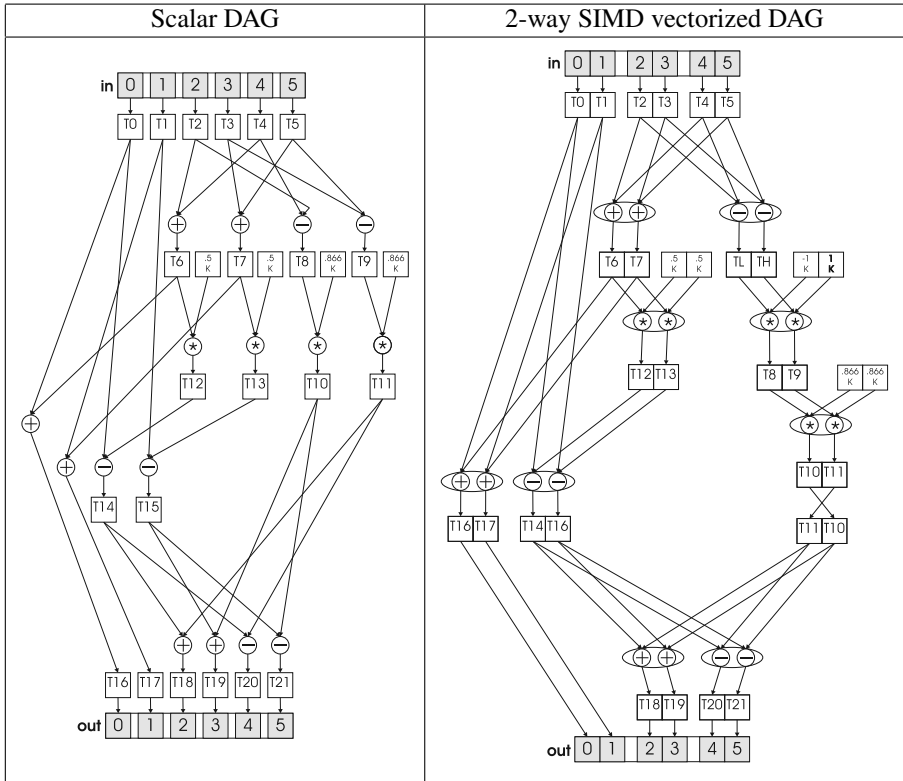 Scalar DAG
2-way SIMD vectorized DAG
in 0 1 2 3 4 5
T0 T1 T2 T3 T4 T5
+ + − −
T6 .5 K T7 .5 K T8 .866 K T9 .866 K
* * * *
T12 T13 T10 T11
+
+ − −
T14 T15
+ + − −
T16 T17 T18 T19 T20 T21
out 0 1 2 3 4 5
in 0 1 2 3 4 5
T0 T1 T2 T3 T4 T5
+ + − −
T6 T7 .5 K .5 K TL TH -1 K 1 K
* * * *
T12 T13 T8 T9 .866 K .866 K
* *
T10 T11
+ + − −
T16 T17 T14 T16 T11 T10
+ + − −
T18 T19 T20 T21
out 0 1 2 3 4 5